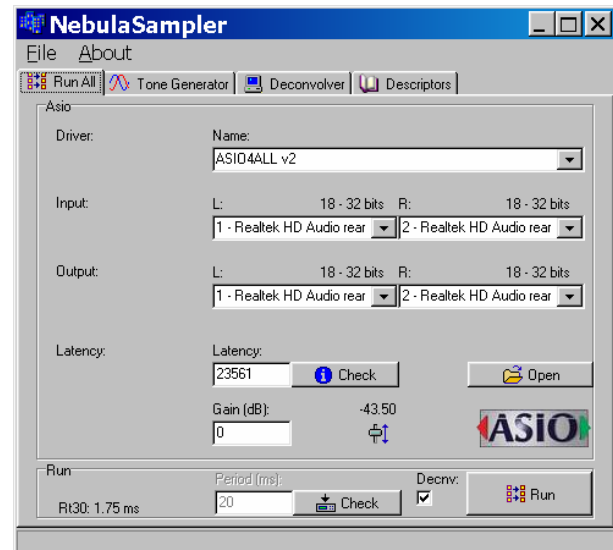 NebulaSampler
File About
Run All Tone Generator Deconvolver Descriptors
Asio
Driver: Name:
ASIO4ALL v2
Input: L: 18 - 32 bits R: 18 - 32 bits
1 - Realtek HD Audio rear 2 - Realtek HD Audio rear
Output: L: 18 - 32 bits R: 18 - 32 bits
1 - Realtek HD Audio rear 2 - Realtek HD Audio rear
Latency: Latency:
23561 Check Open
Gain (dB): -43.50
0 ASIO
Run
Period (ms): Decnv:
Rt30: 1.75 ms 20 Check Run